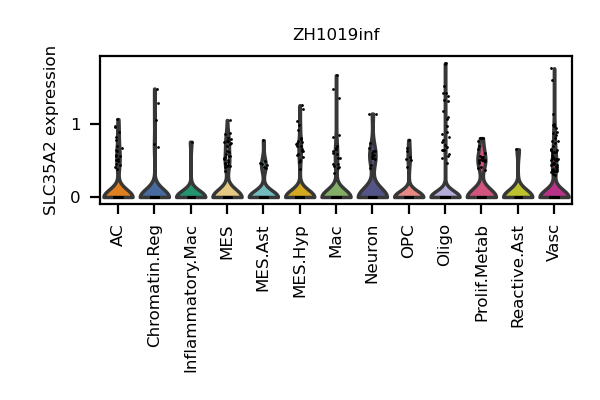 ZH1019inf
SLC35A2 expression
1
0
AC
Chromatin.Reg
Inflammatory.Mac
MES
MES.Ast
MES.Hyp
Mac
Neuron
OPC
Oligo
Prolif.Metab
Reactive.Ast
Vasc